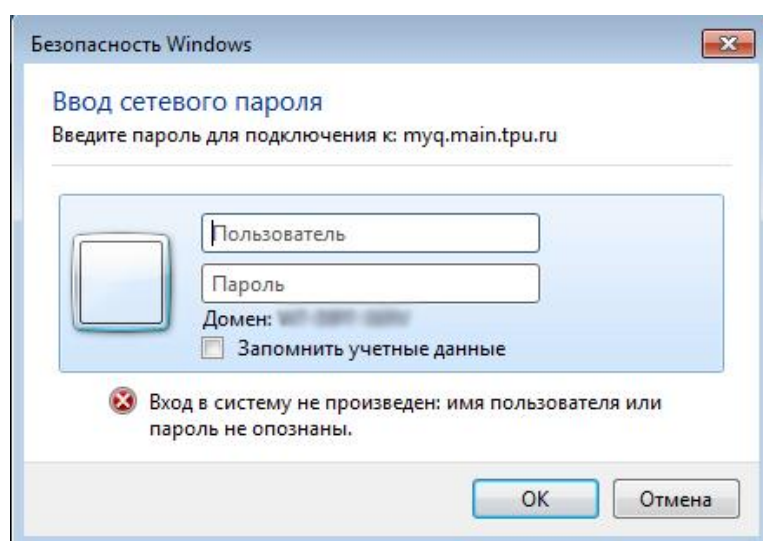 Безопасность Windows
Ввод сетевого пароля
Введите пароль для подключения к: myq.main.tpu.ru
Пользователь
Пароль
Домен:
Запомнить учетные данные
Вход в систему не произведен: имя пользователя или
пароль не опознаны.
ОК
Отмена